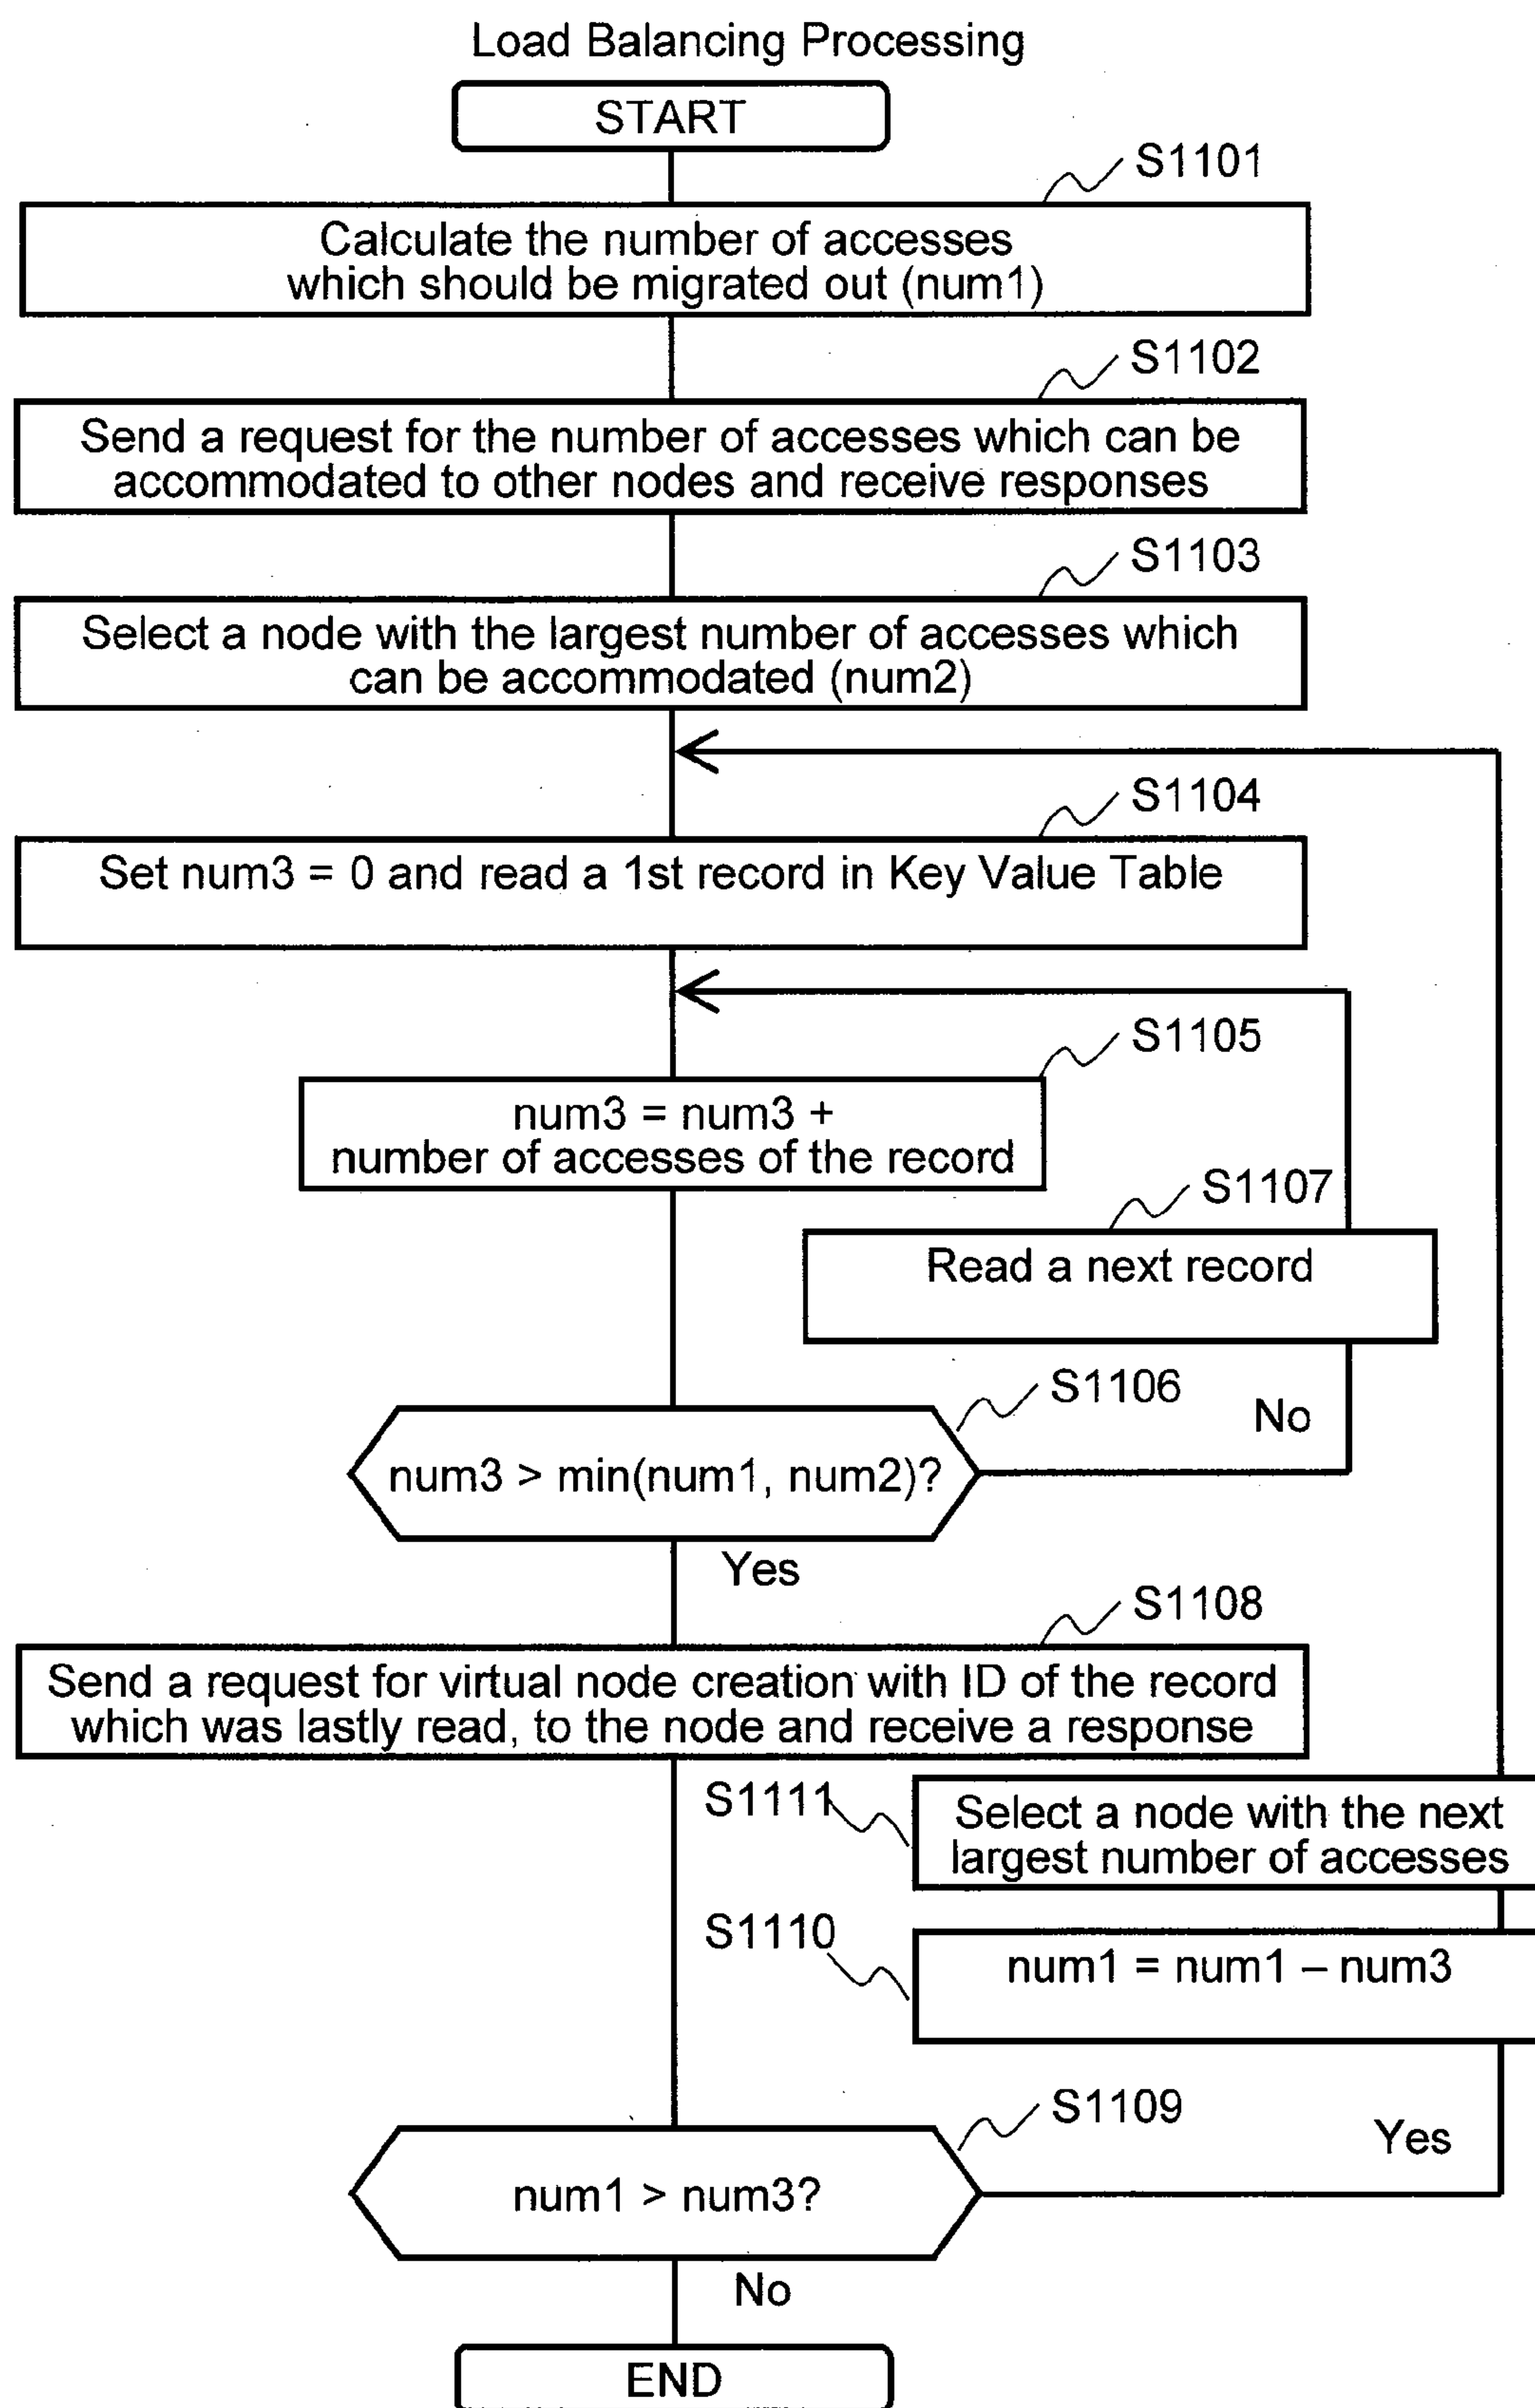 Load Balancing Processing
START
S1101
Calculate the number of accesses
which should be migrated out (num1)
S1102
Send a request for the number of accesses which can be
accommodated to other nodes and receive responses
S1103
Select a node with the largest number of accesses which
can be accommodated (num2)
S1104
Set num3 = 0 and read a 1st record in Key Value Table
S1105
num3 = num3 +
number of accesses of the record
S1107
Read a next record
S1106
No
num3 > min(num1, num2)?
Yes
S1108
Send a request for virtual node creation with ID of the record
which was lastly read, to the node and receive a response
S1111
Select a node with the next
largest number of accesses
S1110
num1 = num1 – num3
S1109
Yes
num1 > num3?
No
END